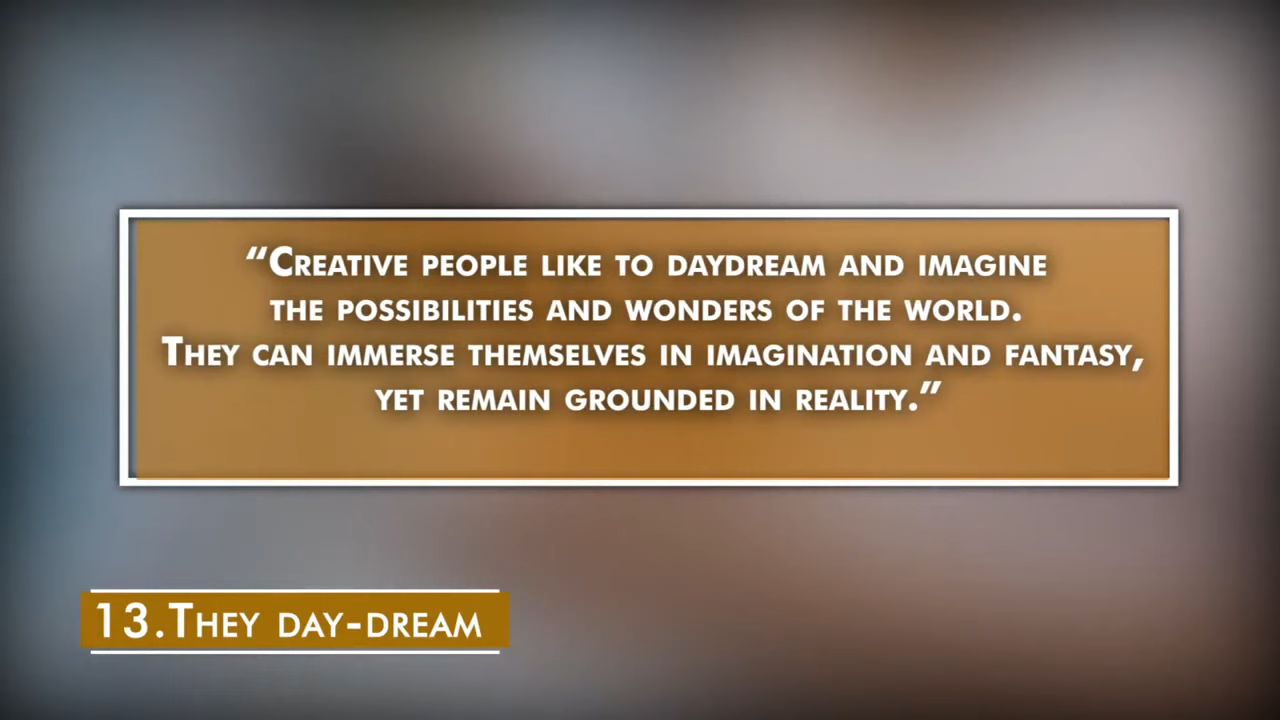 “Creative people like to daydream and imagine
the possibilities and wonders of the world.
They can immerse themselves in imagination and fantasy,
yet remain grounded in reality.”
13.They day-dream